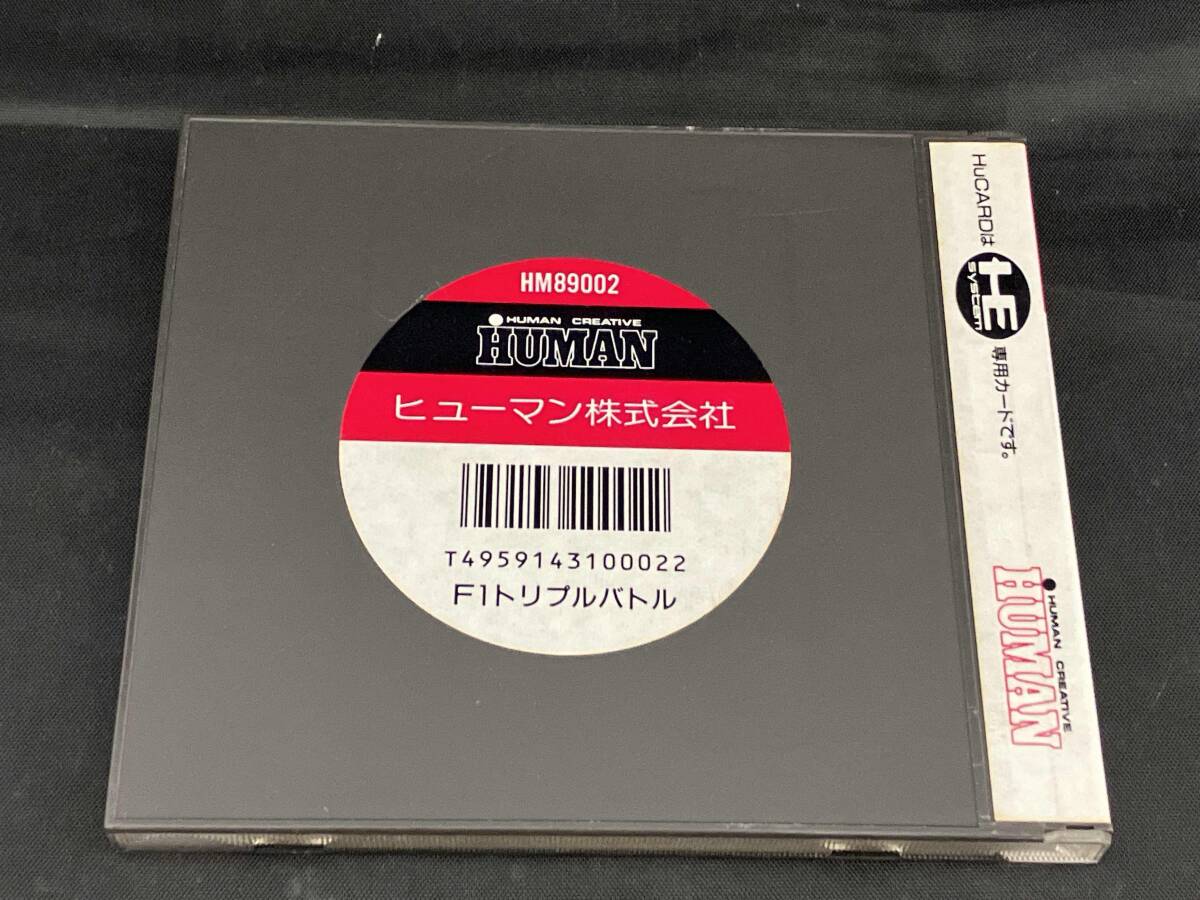 HM89002
HUMAN CREATIVE
HUMAN
ヒューマン株式会社
T4959143100022
F1トリプルバトル
HuCARDは HE system 専用カードです。
HUMAN CREATIVE
HUMAN